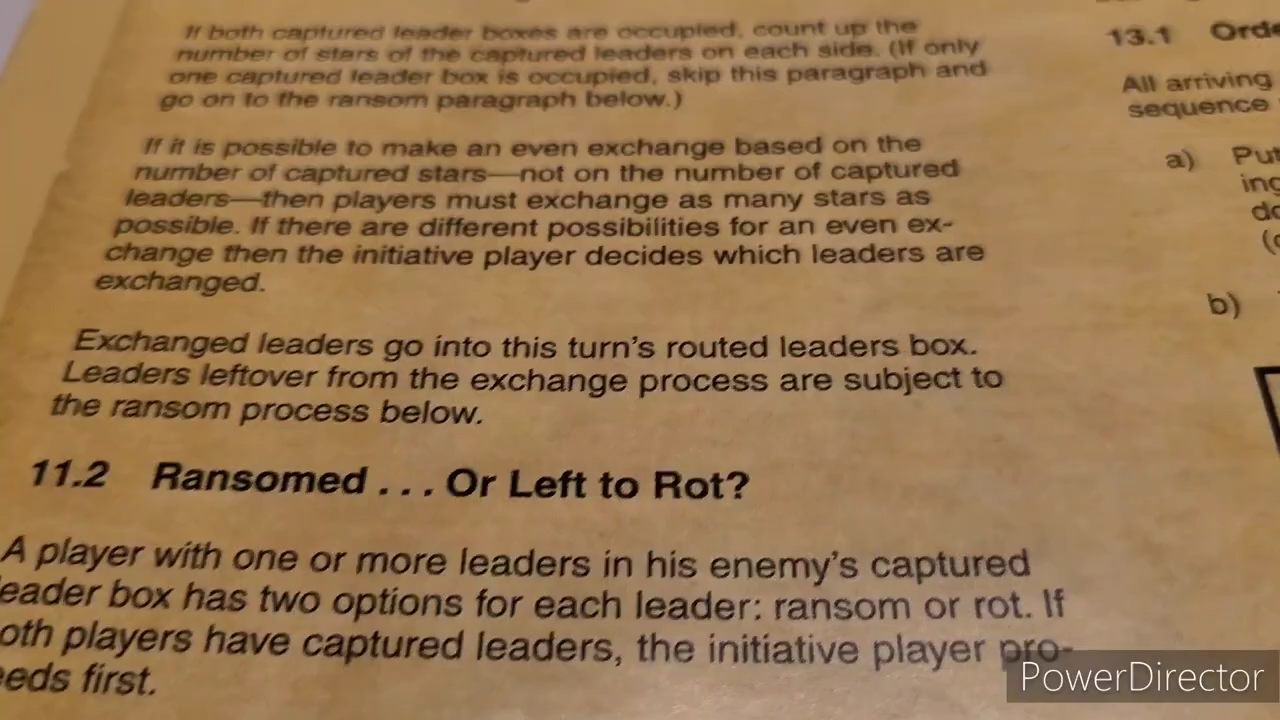 If both captured leader boxes are occupied, count up the
number of stars of the captured leaders on each side. (If only
one captured leader box is occupied, skip this paragraph and
go on to the ransom paragraph below.)
If it is possible to make an even exchange based on the
number of captured stars—not on the number of captured
leaders—then players must exchange as many stars as
possible. If there are different possibilities for an even ex-
change then the initiative player decides which leaders are
exchanged.
Exchanged leaders go into this turn's routed leaders box.
Leaders leftover from the exchange process are subject to
the ransom process below.
11.2 Ransomed . . . Or Left to Rot?
A player with one or more leaders in his enemy's captured
eader box has two options for each leader: ransom or rot. If
oth players have captured leaders, the initiative player pro-
eds first.
13.1 Orde
All arriving
sequence
a) Put
inc
do
b)
PowerDirector